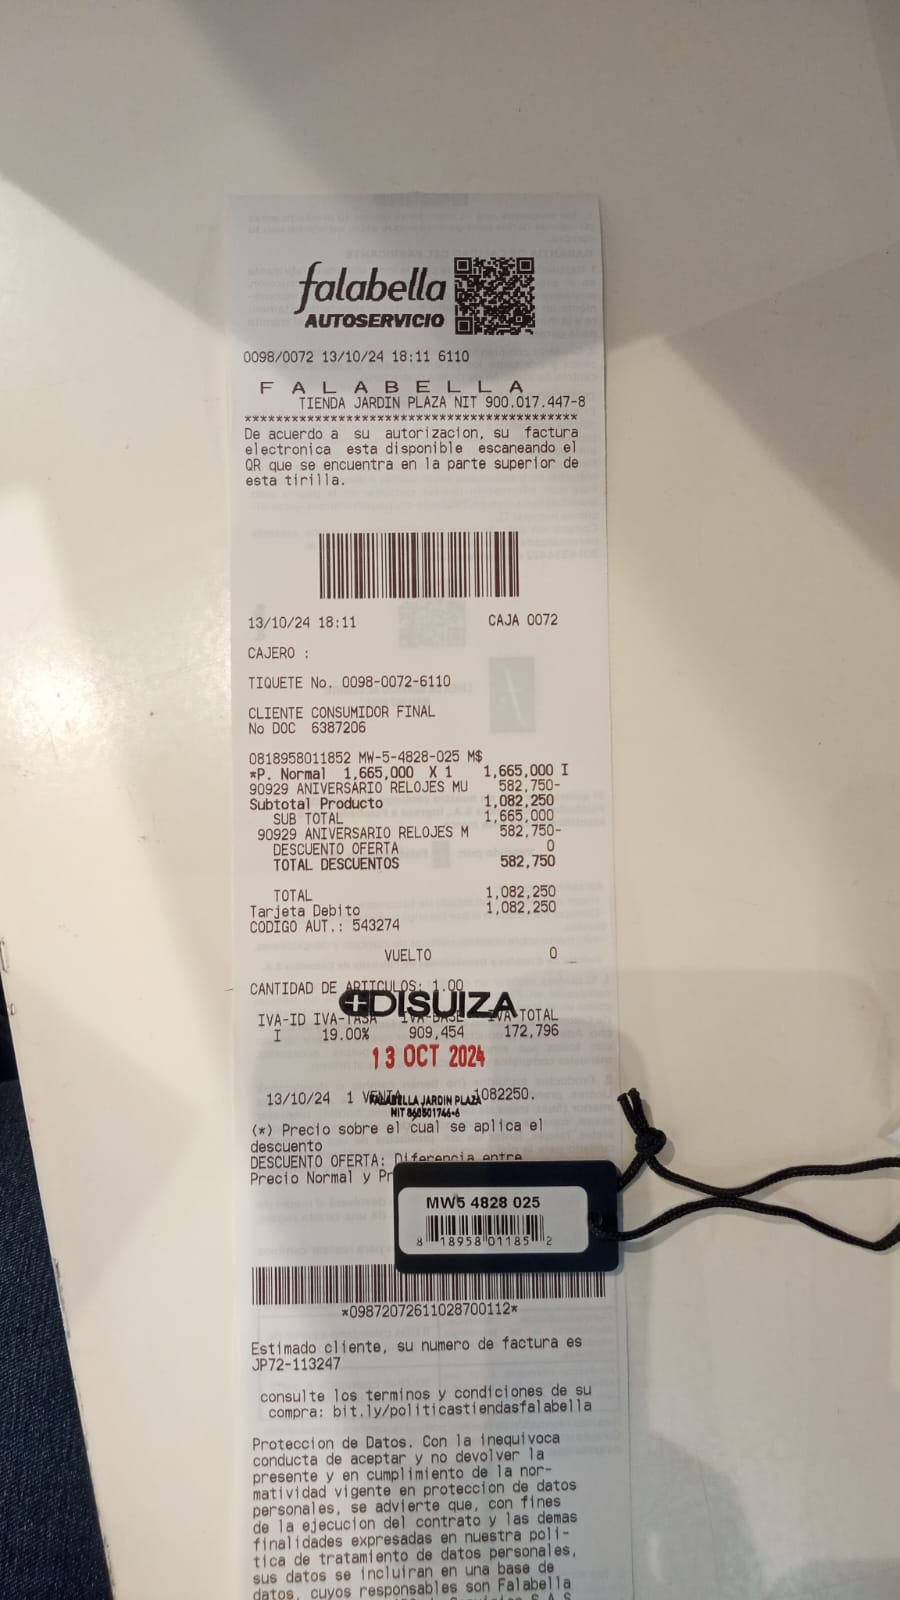 falabella
AUTOSERVICIO
0098/0072 13/10/24 18:11 6110
F A L A B E L L A
TIENDA JARDIN PLAZA NIT 900.017.447-8
******************************************
De acuerdo a su autorizacion, su factura
electronica esta disponible escaneando el
QR que se encuentra en la parte superior de
esta tirilla.
13/10/24 18:11 CAJA 0072
CAJERO :
TIQUETE No. 0098-0072-6110
CLIENTE CONSUMIDOR FINAL
No DOC 6387206
0818958011852 MW-5-4828-025 M$
*P. Normal 1,665,000 X 1 1,665,000 I
90929 ANIVERSARIO RELOJES MU 582,750-
Subtotal Producto 1,082,250
SUB TOTAL 1,665,000
90929 ANIVERSARIO RELOJES M 582,750-
DESCUENTO OFERTA 0
TOTAL DESCUENTOS 582,750
TOTAL 1,082,250
Tarjeta Debito 1,082,250
CODIGO AUT.: 543274
VUELTO 0
CANTIDAD DE ARTICULOS: 1.00
DISUIZA
IVA-ID IVA-TASA IVA-BASE IVA TOTAL
I 19.00% 909,454 172,796
13 OCT 2024
13/10/24 1 VENTA 1082250.
FALABELLA JARDIN PLAZA
NIT 860501746-6
(*) Precio sobre el cual se aplica el
descuento
DESCUENTO OFERTA: Diferencia entre
Precio Normal y
MW5 4828 025
8 18958 01185 2
*09872072611028700112*
Estimado cliente, su numero de factura es
JP72-113247
consulte los terminos y condiciones de su
compra: bit.ly/politicastiendasfalabella
Proteccion de Datos. Con la inequivoca
conducta de aceptar y no devolver la
presente y en cumplimiento de la nor-
matividad vigente en proteccion de datos
personales, se advierte que, con fines
de la ejecucion del contrato y las demas
finalidades expresadas en nuestra poli-
tica de tratamiento de datos personales,
sus datos se incluiran en una base de
datos, cuyos responsables son Falabella